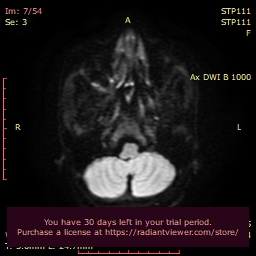 Im: 7/54
Se: 3
A
STP111
STP111
F
Ax DWI B 1000
R
L
You have 30 days left in your trial period.
Purchase a license at https://radiantviewer.com/store/